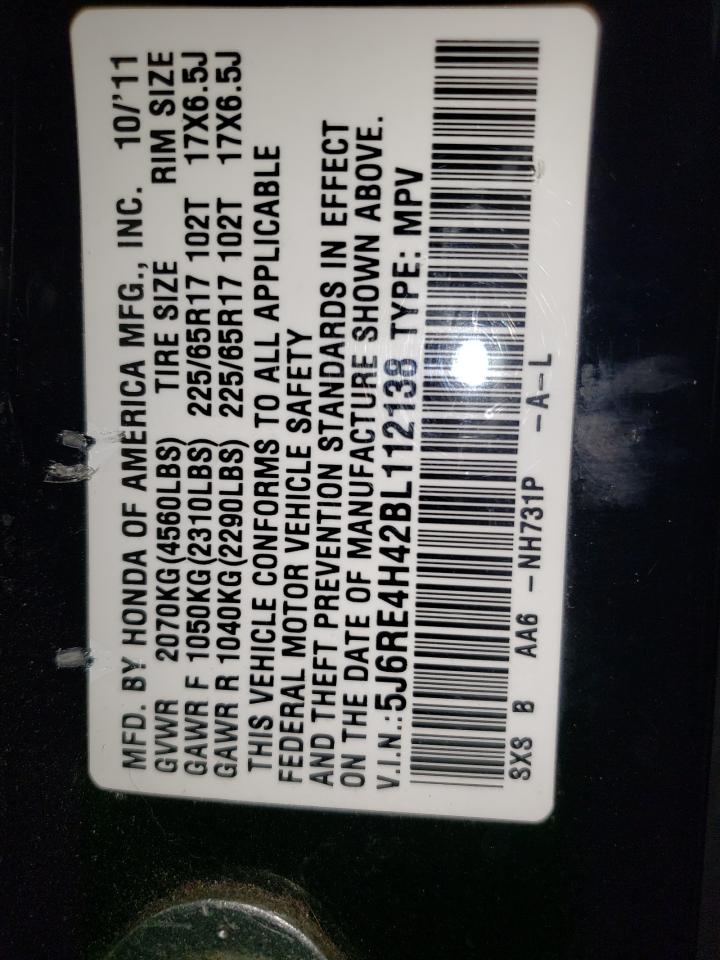 MFD. BY HONDA OF AMERICA MFG., INC. 10/'11
GVWR 2070KG(4560LBS) TIRE SIZE RIM SIZE
GAWR F 1050KG(2310LBS) 225/65R17 102T 17X6.5J
GAWR R 1040KG(2290LBS) 225/65R17 102T 17X6.5J
THIS VEHICLE CONFORMS TO ALL APPLICABLE
FEDERAL MOTOR VEHICLE SAFETY
AND THEFT PREVENTION STANDARDS IN EFFECT
ON THE DATE OF MANUFACTURE SHOWN ABOVE.
V.I.N.:5J6RE4H42BL112138 TYPE: MPV
SXS B AA6 -NH731P -A-L